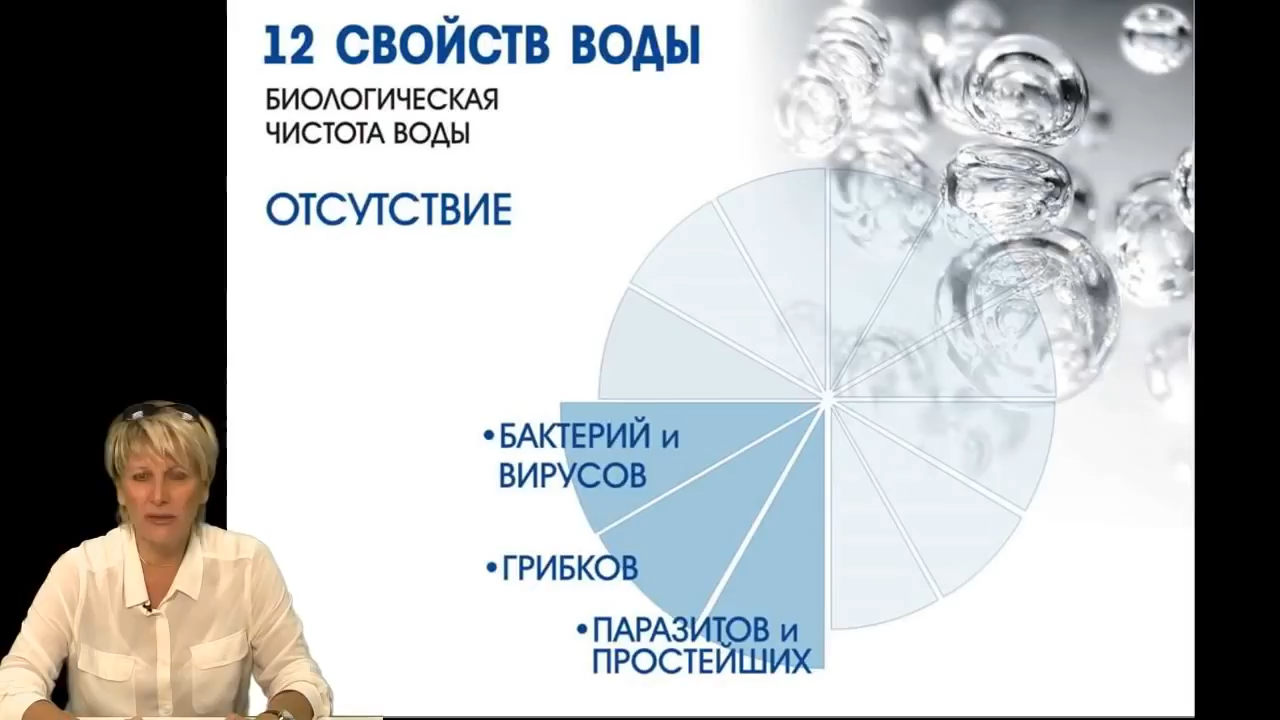 12 СВОЙСТВ ВОДЫ
БИОЛОГИЧЕСКАЯ
ЧИСТОТА ВОДЫ
ОТСУТСТВИЕ
•БАКТЕРИЙ и
ВИРУСОВ
•ГРИБКОВ
•ПАРАЗИТОВ и
ПРОСТЕЙШИХ